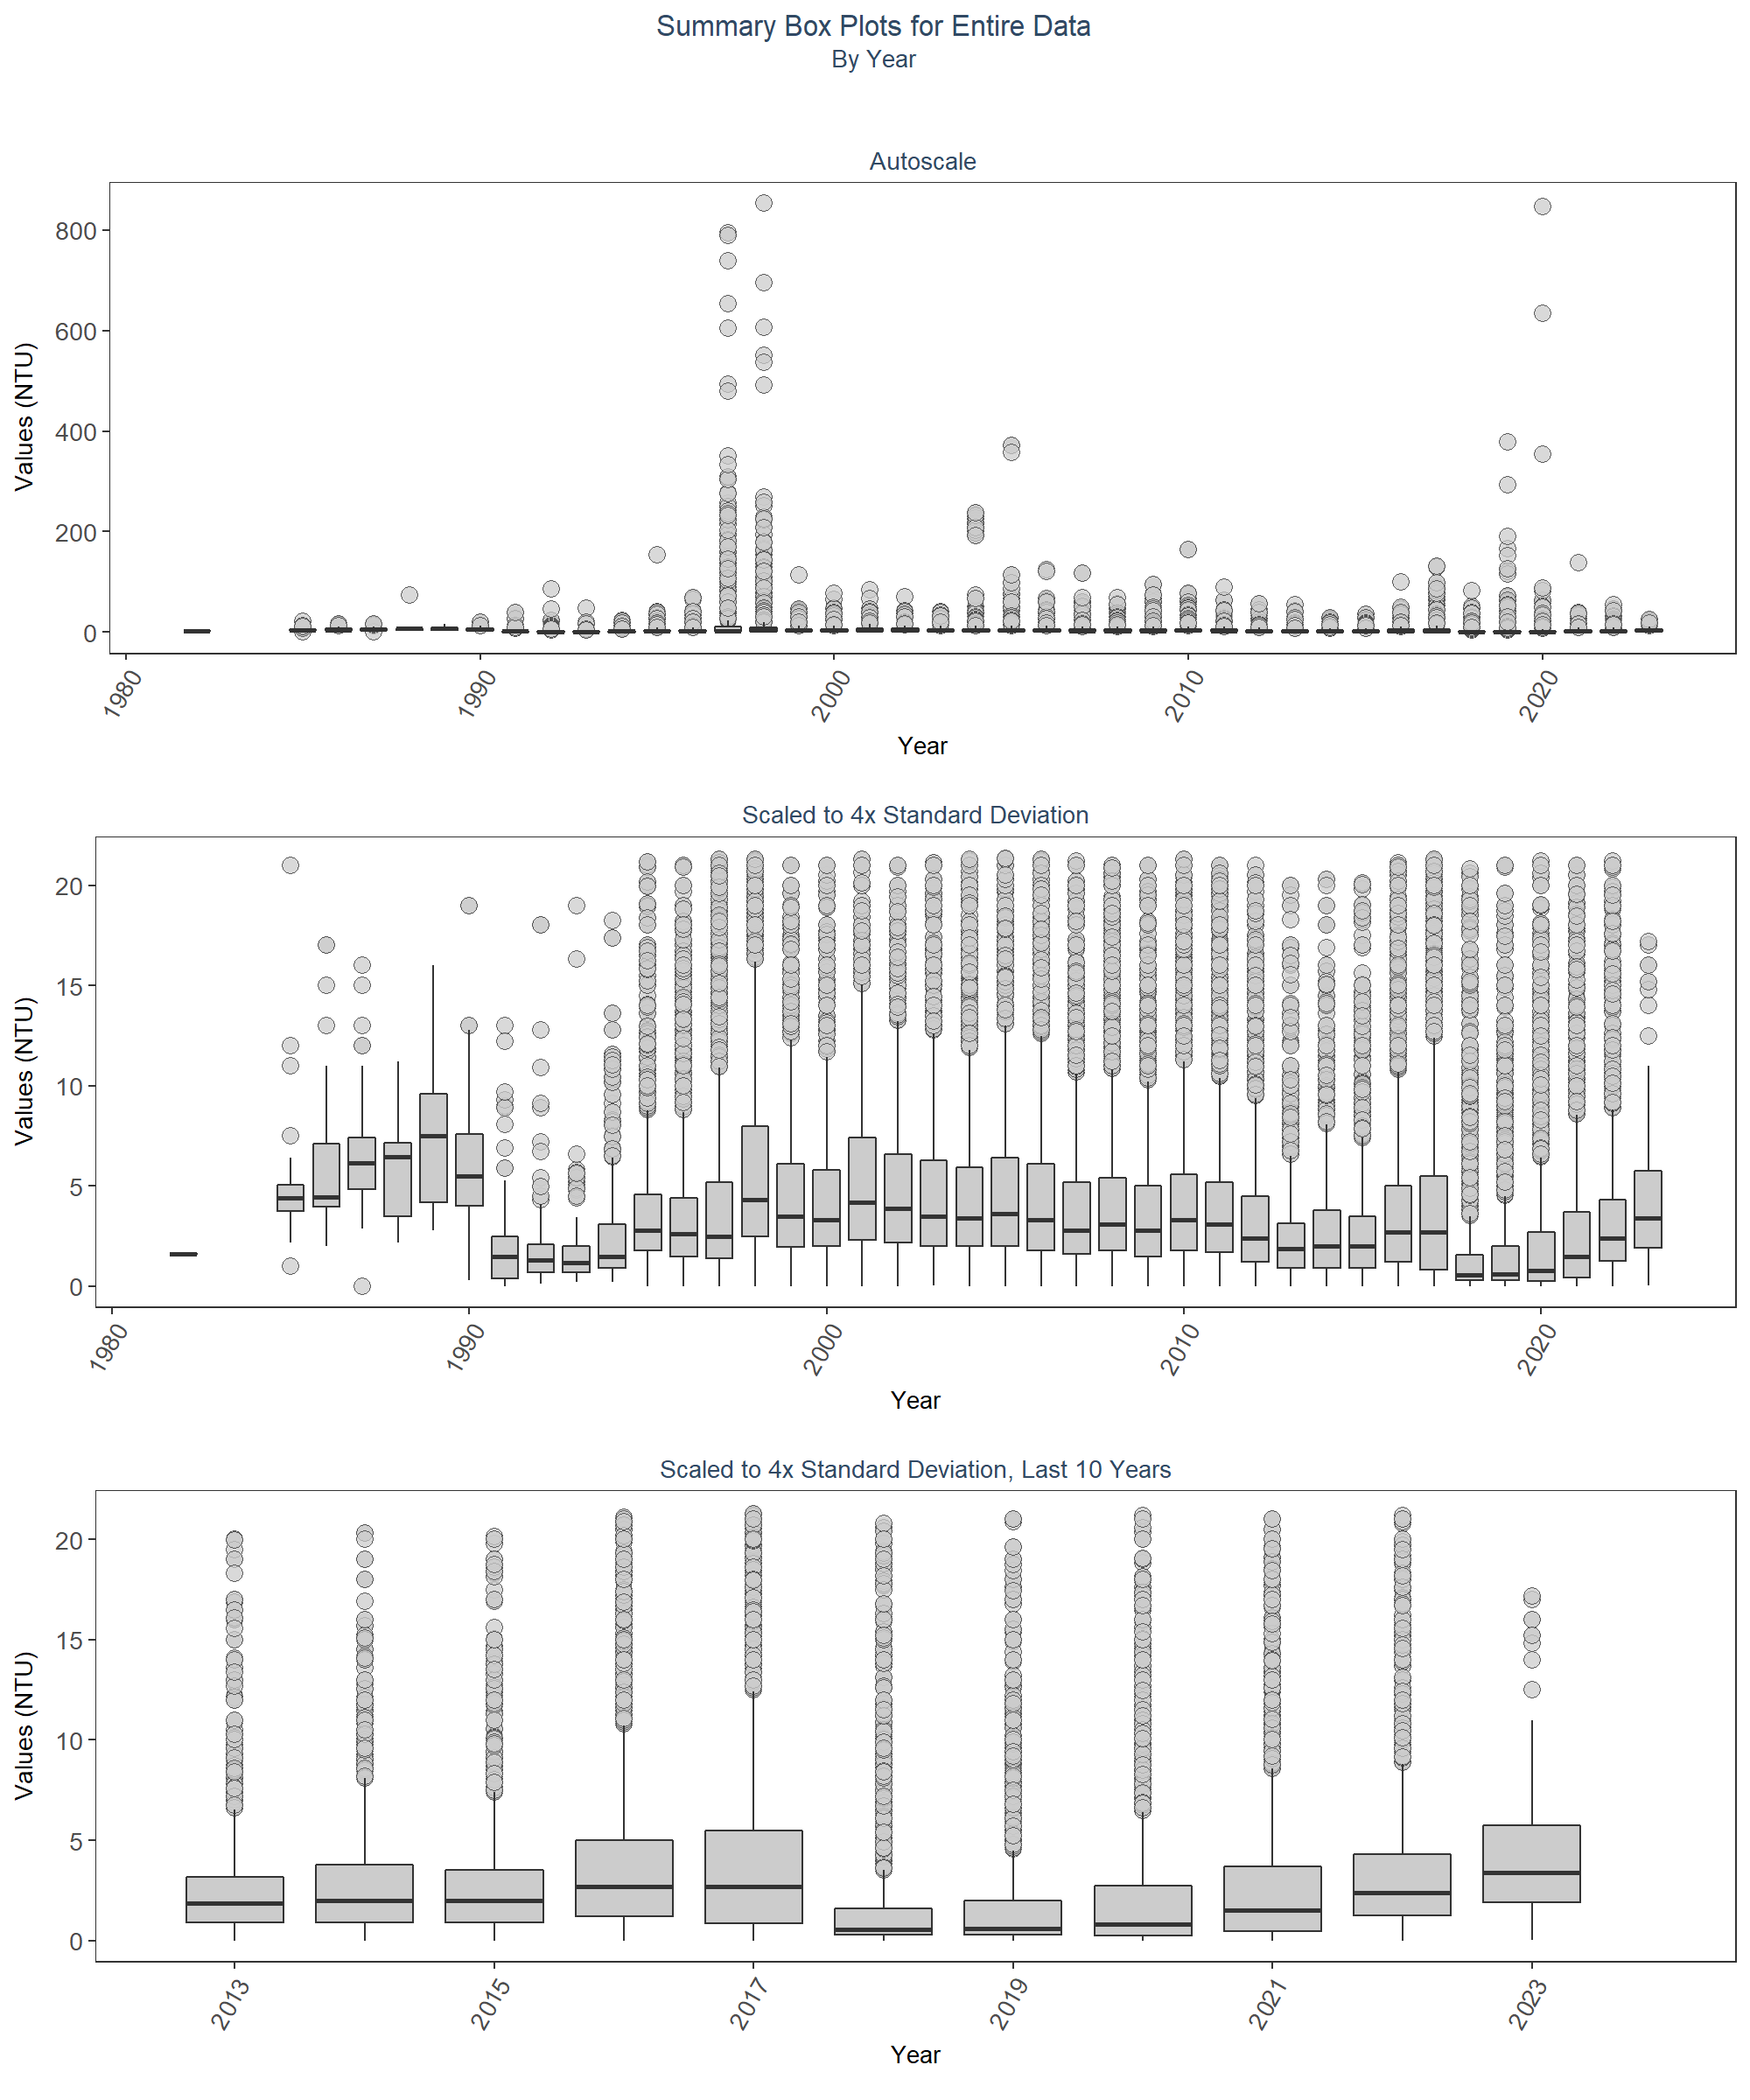 Summary Box Plots for Entire Data
By Year
Autoscale
Values (NTU)
800
600
400
200
0
1980
1990
2000
2010
2020
Year
Scaled to 4x Standard Deviation
Values (NTU)
20
15
10
5
0
1980
1990
2000
2010
2020
Year
Scaled to 4x Standard Deviation, Last 10 Years
Values (NTU)
20
15
10
5
0
2013
2015
2017
2019
2021
2023
Year